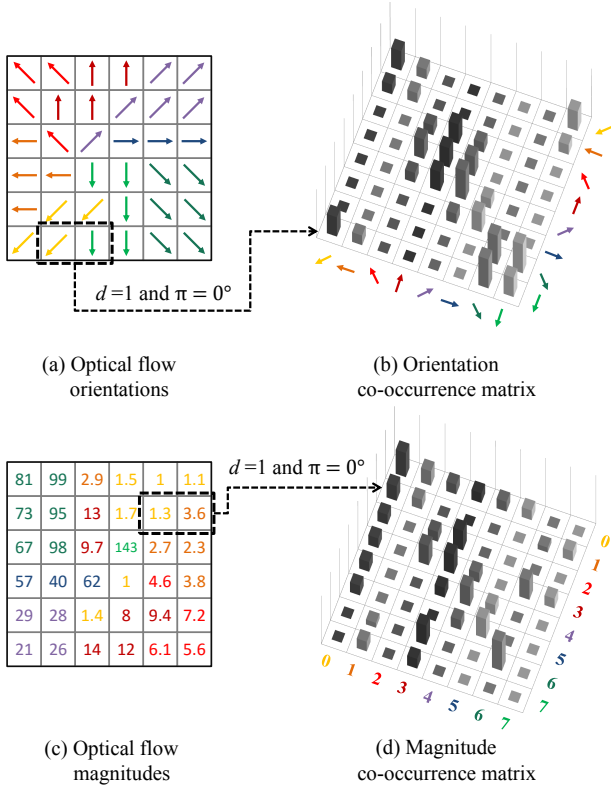 d =1 and π = 0°
(a) Optical flow
orientations
(b) Orientation
co-occurrence matrix
d =1 and π = 0°
81 99 2.9 1.5 1 1.1
73 95 13 1.7 1.3 3.6
67 98 9.7 143 2.7 2.3
57 40 62 1 4.6 3.8
29 28 1.4 8 9.4 7.2
21 26 14 12 6.1 5.6
0 1 2 3 4 5 6 7
0
1
2
3
4
5
6
7
(c) Optical flow
magnitudes
(d) Magnitude
co-occurrence matrix